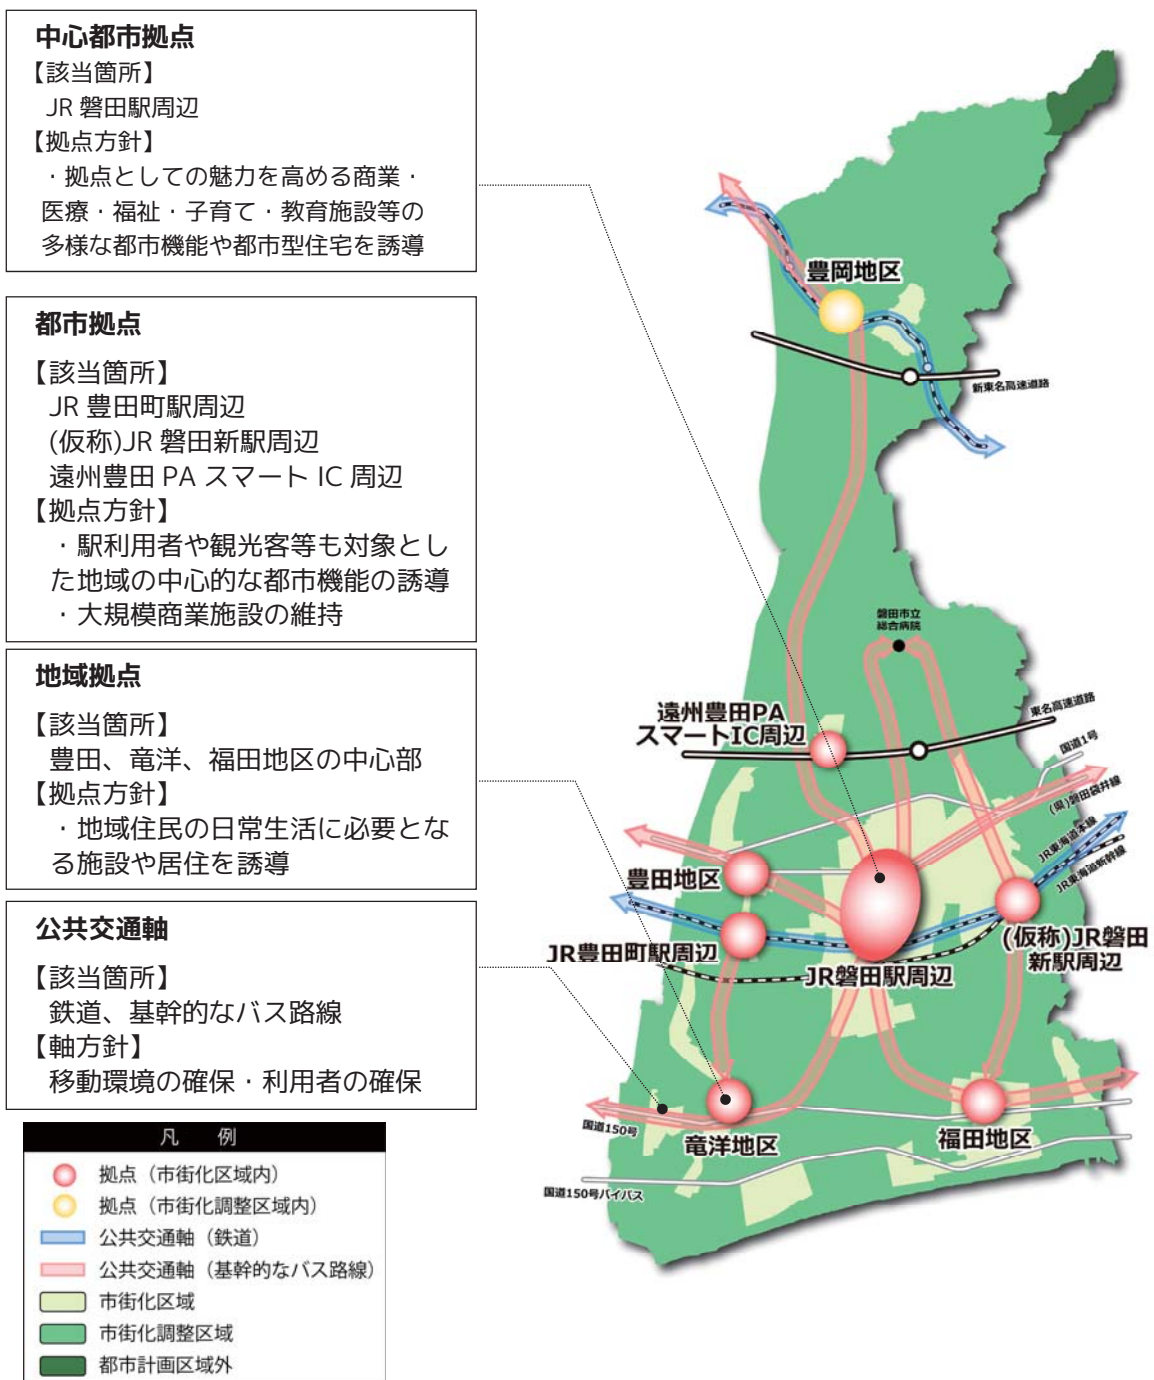 中心都市拠点
【該当箇所】
JR 磐田駅周辺
【拠点方針】
・拠点としての魅力を高める商業・
医療・福祉・子育て・教育施設等の
多様な都市機能や都市型住宅を誘導
都市拠点
【該当箇所】
JR 豊田町駅周辺
(仮称)JR 磐田新駅周辺
遠州豊田 PA スマート IC 周辺
【拠点方針】
・駅利用者や観光客等も対象とし
た地域の中心的な都市機能の誘導
・大規模商業施設の維持
地域拠点
【該当箇所】
豊田、竜洋、福田地区の中心部
【拠点方針】
・地域住民の日常生活に必要とな
る施設や居住を誘導
公共交通軸
【該当箇所】
鉄道、基幹的なバス路線
【軸方針】
移動環境の確保・利用者の確保
凡 例
拠点（市街化区域内）
拠点（市街化調整区域内）
公共交通軸（鉄道）
公共交通軸（基幹的なバス路線）
市街化区域
市街化調整区域
都市計画区域外
豊岡地区
新東名高速道路
磐田市立
総合病院
遠州豊田PA
スマートIC周辺
東名高速道路
国道1号
(県)磐田袋井線
JR東海道本線
JR東海道新幹線
豊田地区
JR豊田町駅周辺
JR磐田駅周辺
(仮称)JR磐田
新駅周辺
国道150号
竜洋地区
福田地区
国道150号バイパス